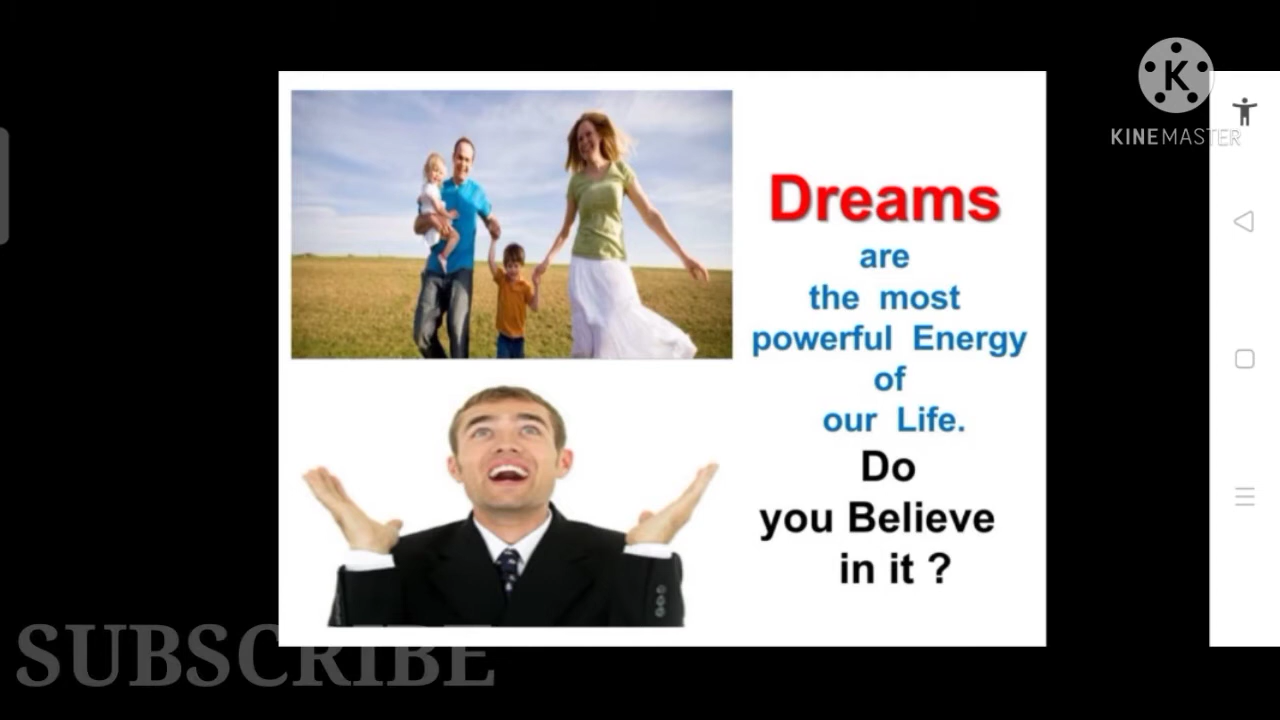 KINEMASTER
Dreams
are
the most
powerful Energy
of
our Life.
Do
you Believe
in it ?
SUBSCRIBE